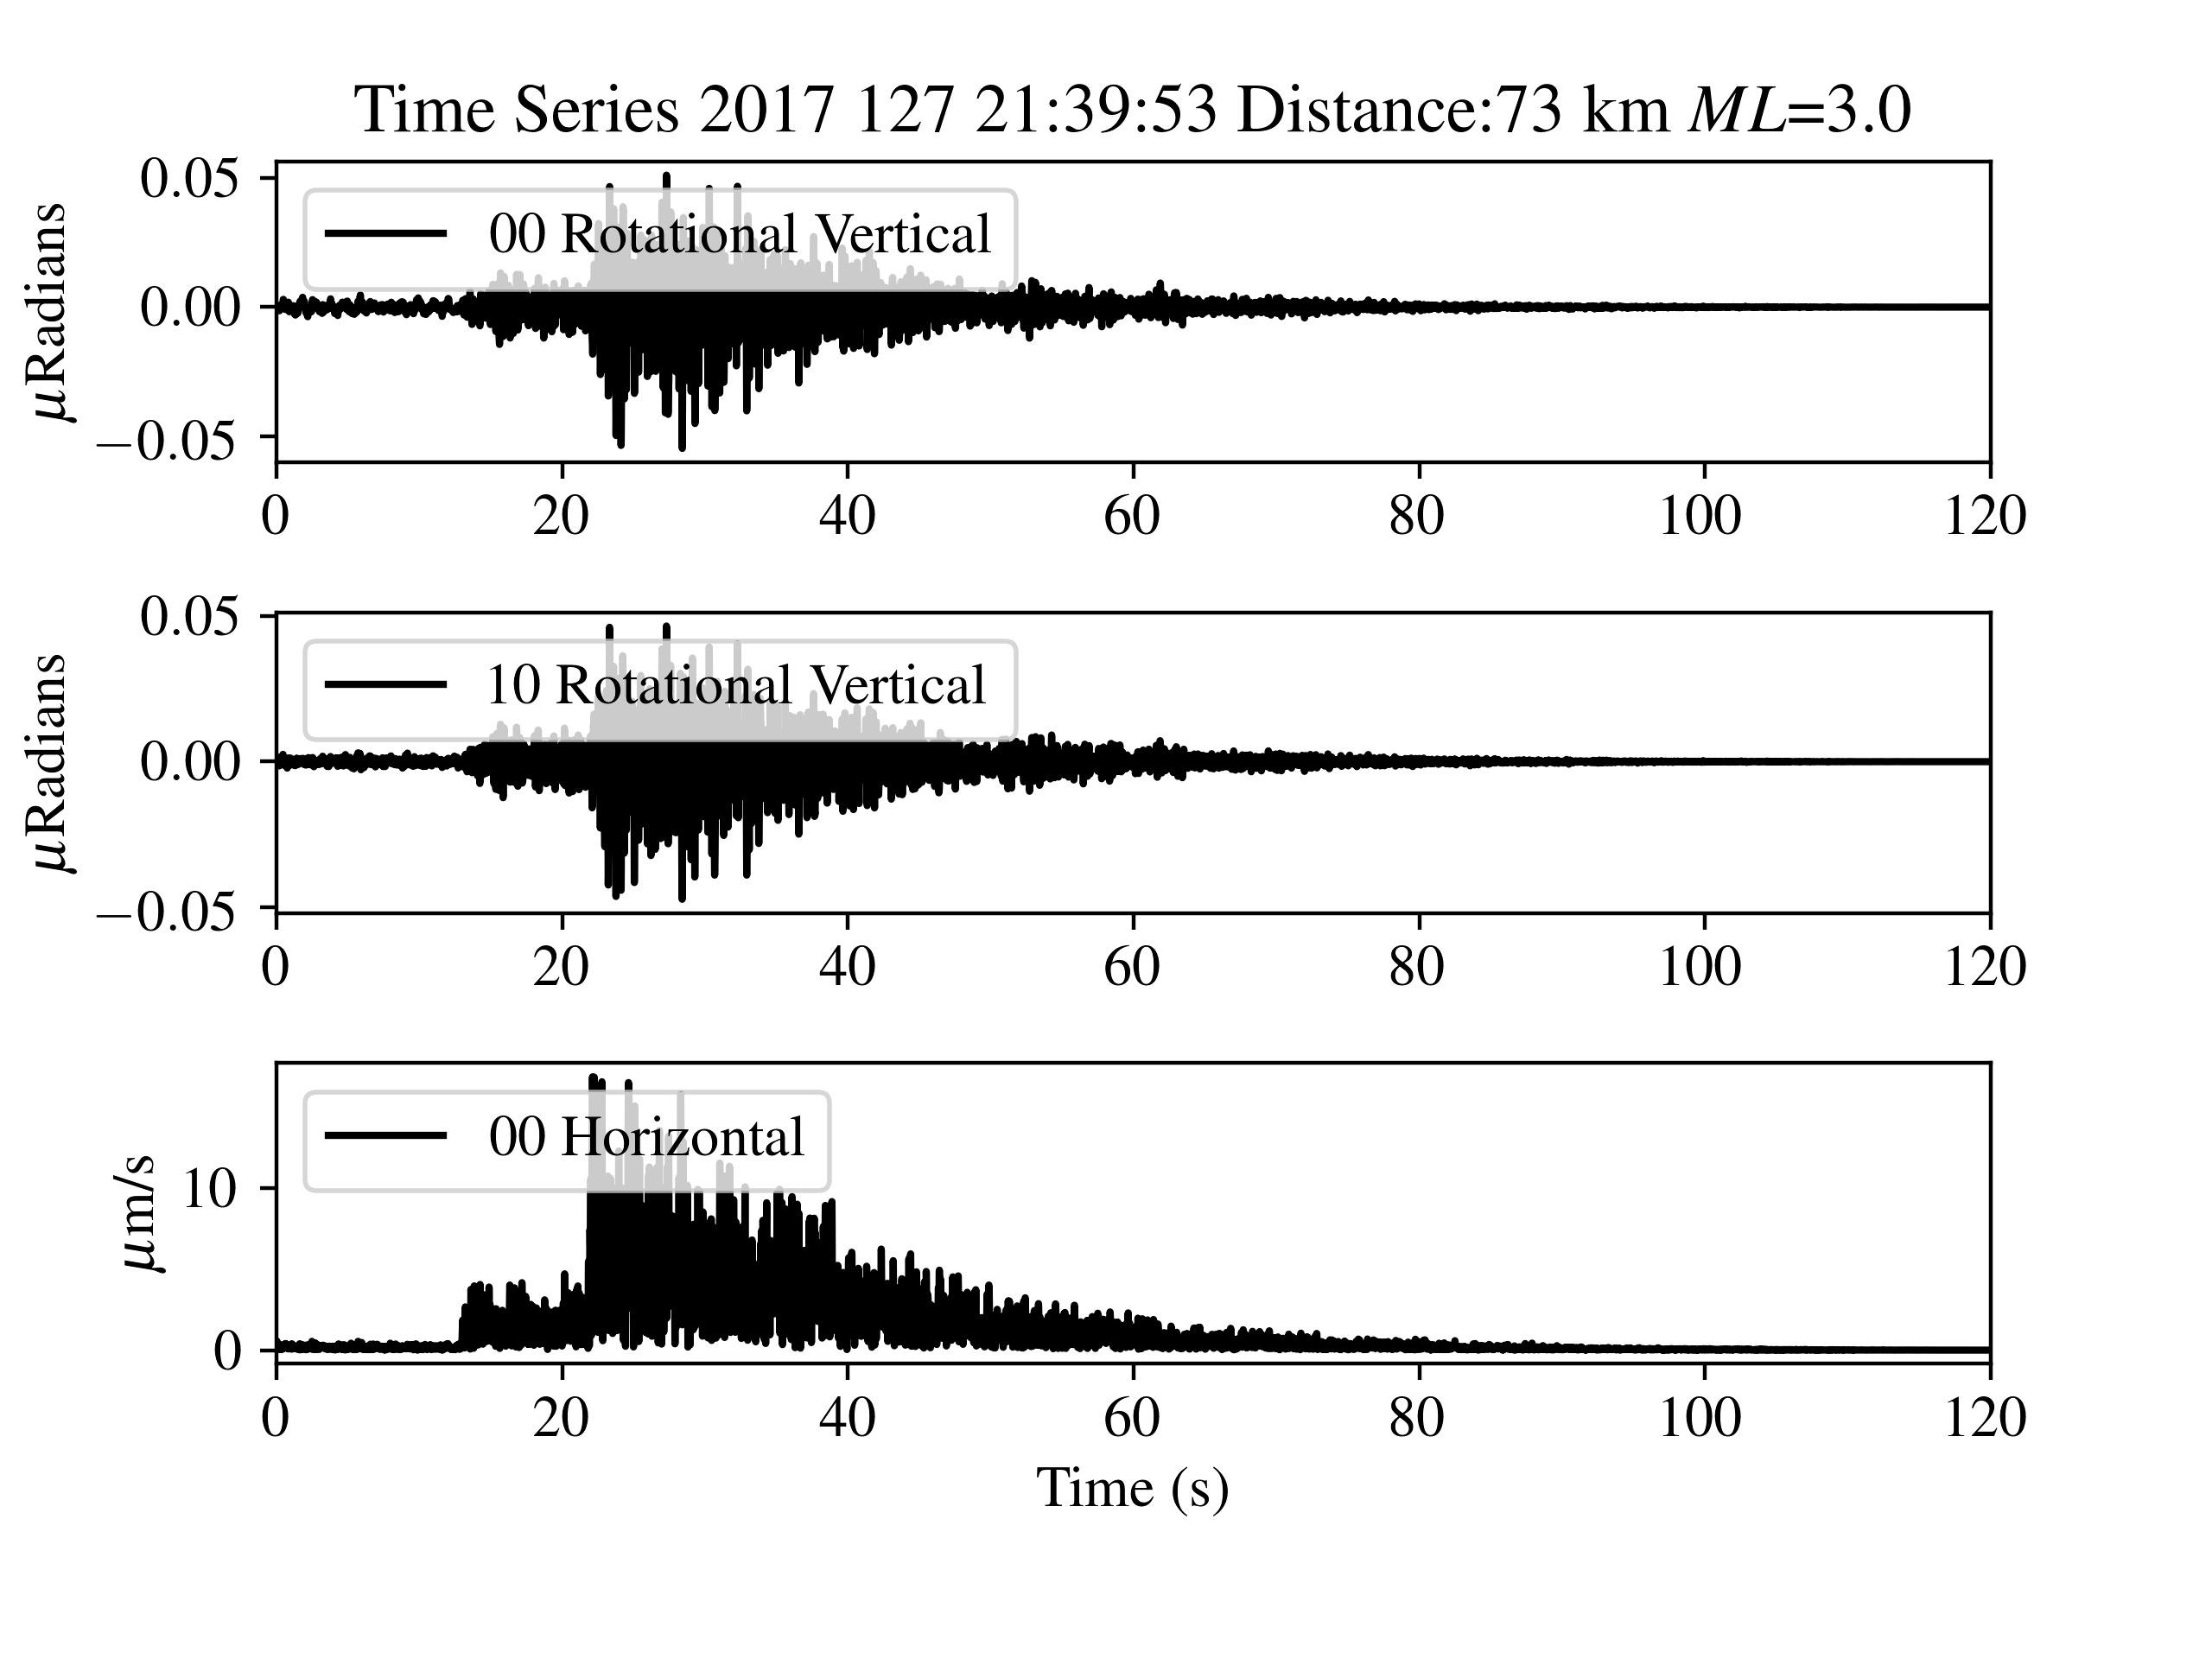 Time Series 2017 127 21:39:53 Distance:73 km ML=3.0
0.05
0.00
−0.05
μRadians
00 Rotational Vertical
0 20 40 60 80 100 120
0.05
0.00
−0.05
μRadians
10 Rotational Vertical
0 20 40 60 80 100 120
10
0
μm/s
00 Horizontal
0 20 40 60 80 100 120
Time (s)